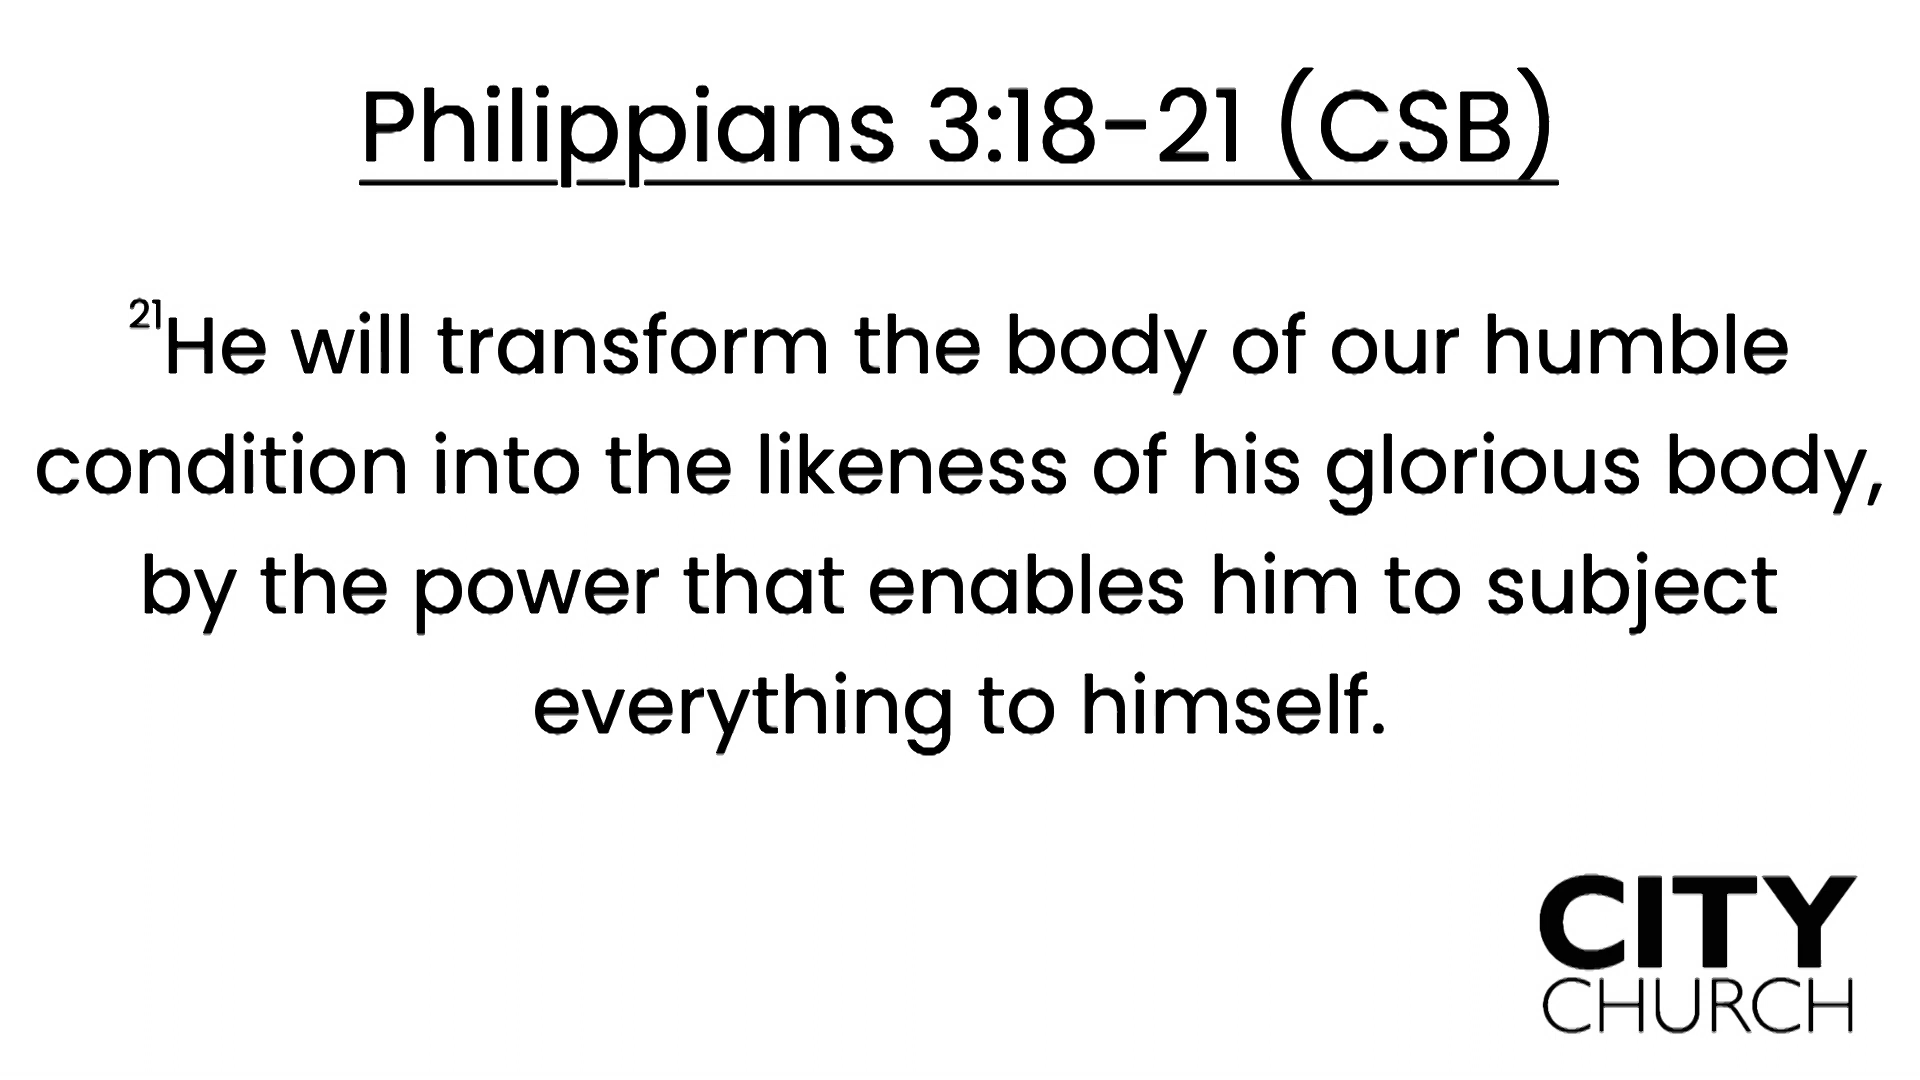 Philippians 3:18-21 (CSB)
21He will transform the body of our humble
condition into the likeness of his glorious body,
by the power that enables him to subject
everything to himself.
CITY
CHURCH